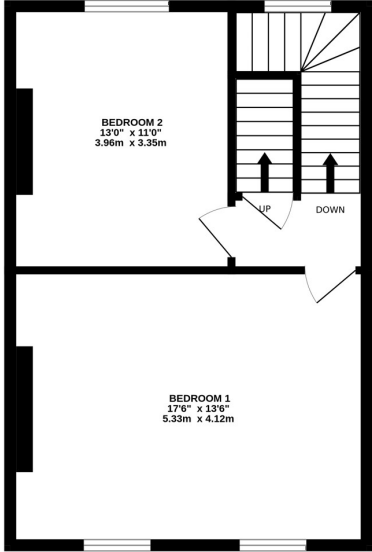 BEDROOM 2
13'0" x 11'0"
3.96m x 3.35m
UP
DOWN
BEDROOM 1
17'6" x 13'6"
5.33m x 4.12m